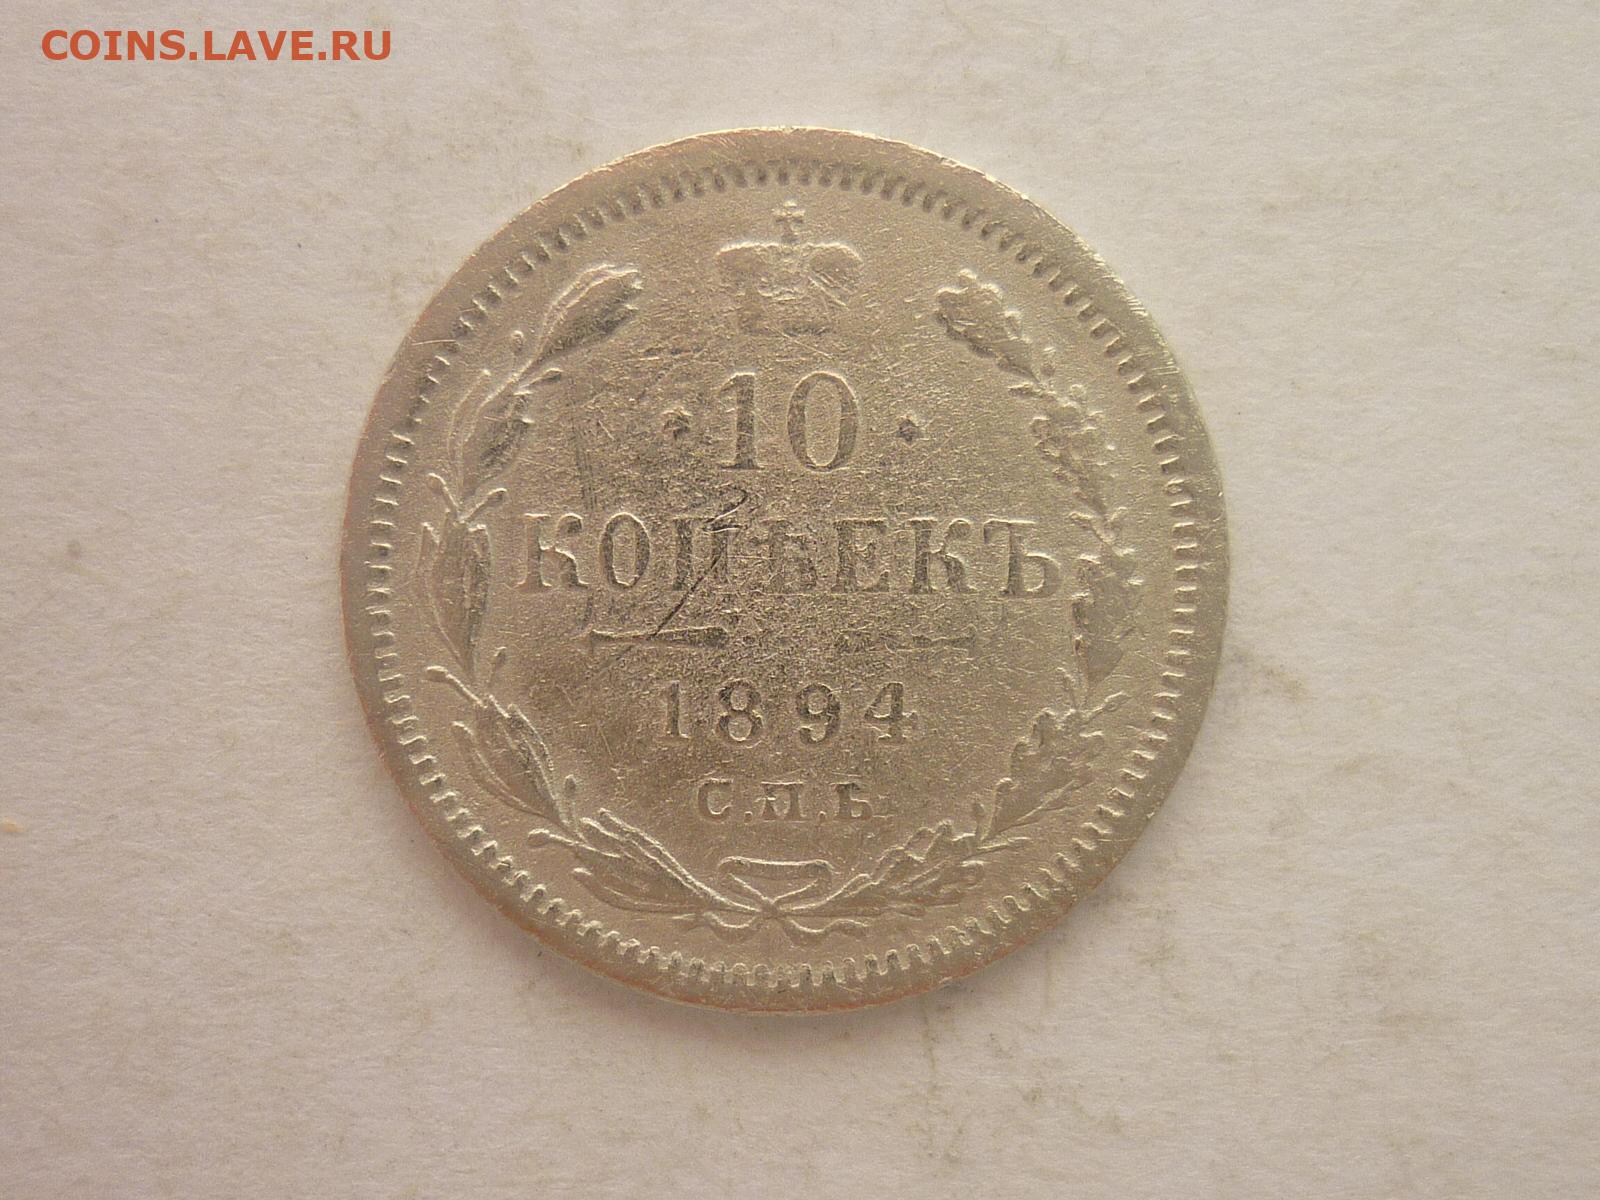 COINS.LAVE.RU
· 10 ·
КОПѢЕКЪ
1894
С.П.Б.